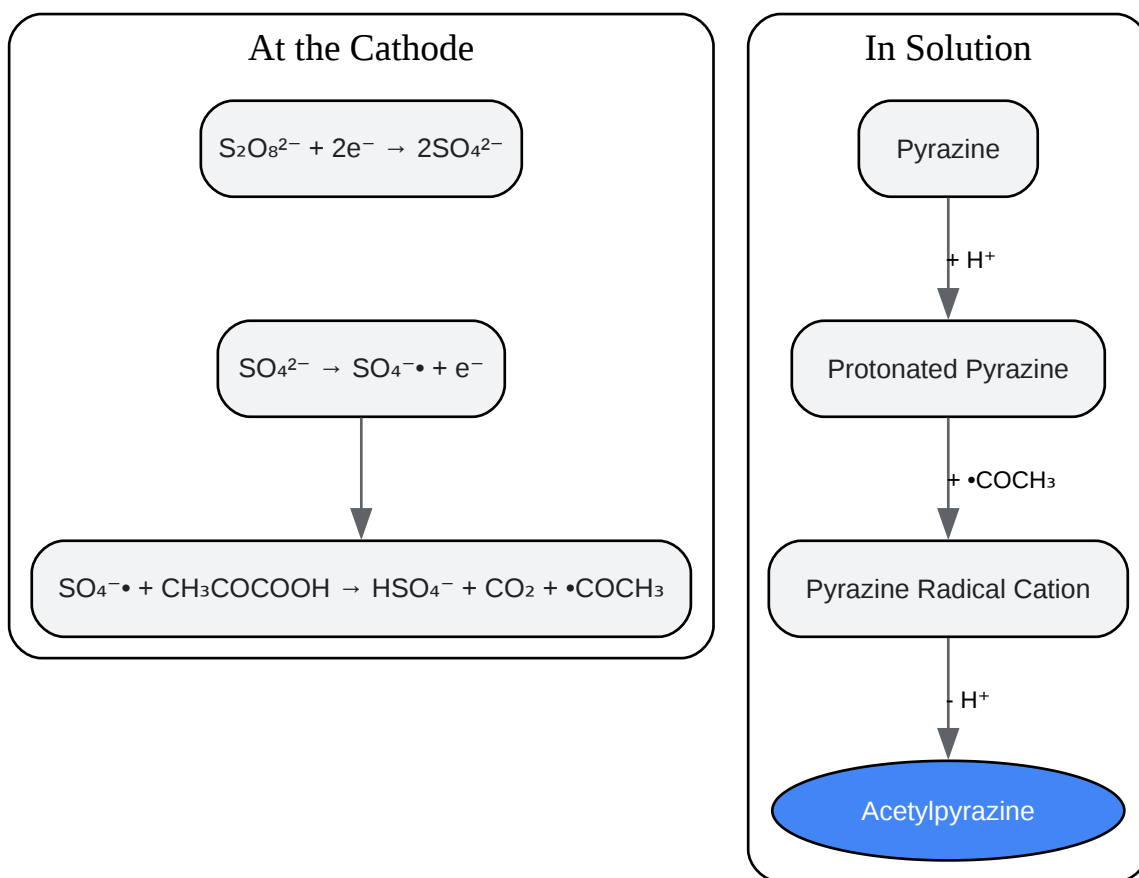 At the Cathode
S₂O₈²⁻ + 2e⁻ → 2SO₄²⁻
SO₄²⁻ → SO₄⁻• + e⁻
SO₄⁻• + CH₃COCOOH → HSO₄⁻ + CO₂ + •COCH₃
In Solution
Pyrazine
+ H⁺
Protonated Pyrazine
+ •COCH₃
Pyrazine Radical Cation
- H⁺
Acetylpyrazine